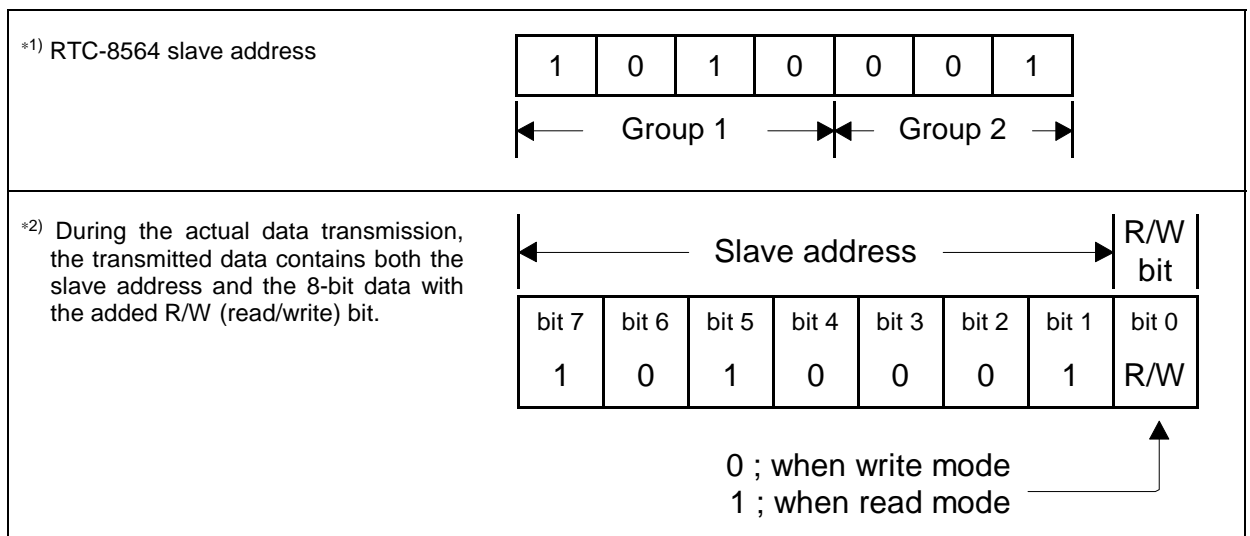 *1) RTC-8564 slave address
1 0 1 0 0 0 1
Group 1 Group 2
*2) During the actual data transmission,
the transmitted data contains both the
slave address and the 8-bit data with
the added R/W (read/write) bit.
Slave address
R/W
bit
bit 7 bit 6 bit 5 bit 4 bit 3 bit 2 bit 1 bit 0
1 0 1 0 0 0 1 R/W
0 ; when write mode
1 ; when read mode